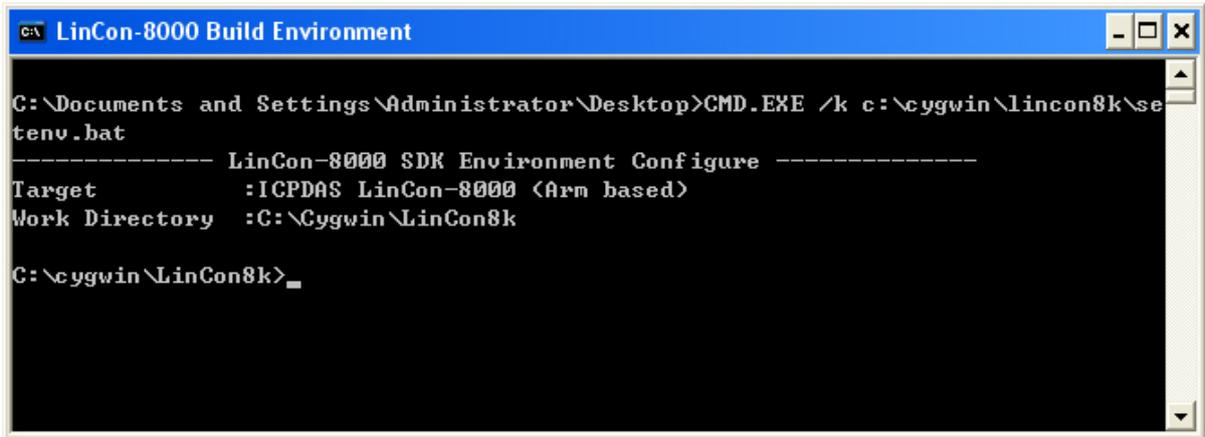 LinCon-8000 Build Environment
C:\Documents and Settings\Administrator\Desktop>CMD.EXE /k c:\cygwin\lincon8k\se
tenv.bat
-------------- LinCon-8000 SDK Environment Configure --------------
Target          :ICPDAS LinCon-8000 (Arm based)
Work Directory  :C:\Cygwin\LinCon8k
C:\cygwin\LinCon8k>_